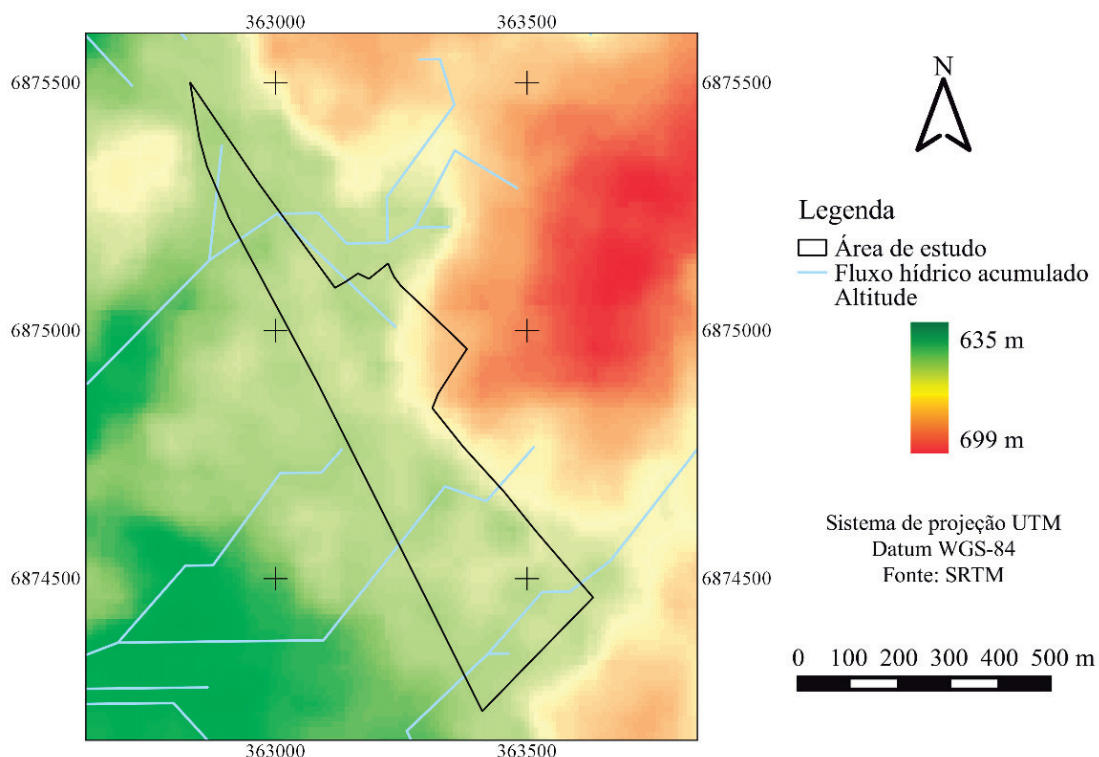 363000 363500
6875500 6875500
N
Legenda
Área de estudo
Fluxo hídrico acumulado
Altitude
6875000 6875000
635 m
699 m
Sistema de projeção UTM
Datum WGS-84
Fonte: SRTM
6874500 6874500
0 100 200 300 400 500 m
363000 363500